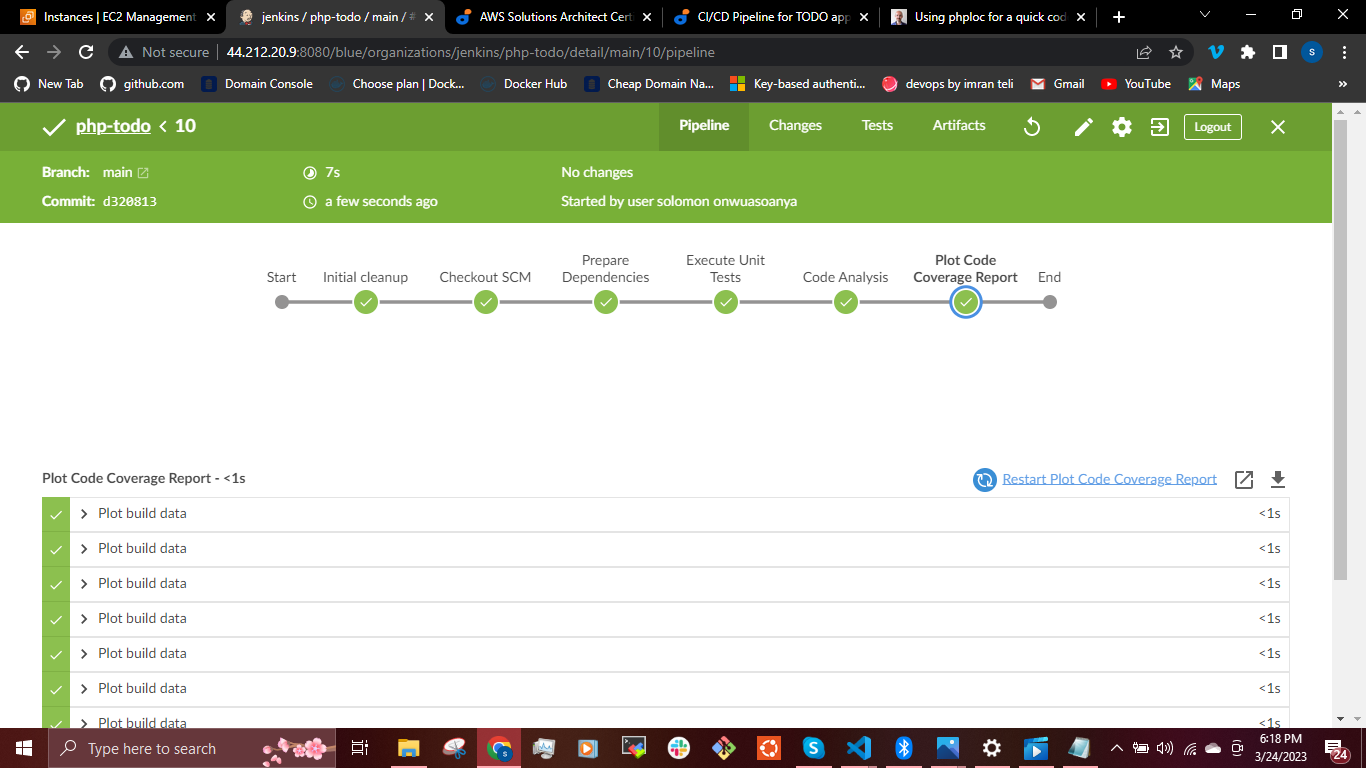 Instances | EC2 Management
jenkins / php-todo / main / #
AWS Solutions Architect Cert
CI/CD Pipeline for TODO app
Using phploc for a quick cod
Not secure
44.212.20.9:8080/blue/organizations/jenkins/php-todo/detail/main/10/pipeline
S
New Tab
github.com
Domain Console
Choose plan | Dock...
Docker Hub
Cheap Domain Na...
Key-based authenti...
devops by imran teli
Gmail
YouTube
Maps
»
php-todo < 10
Pipeline
Changes
Tests
Artifacts
Logout
Branch: main
7s
No changes
Commit: d320813
a few seconds ago
Started by user solomon onwuasoanya
Start
Initial cleanup
Checkout SCM
Prepare
Dependencies
Execute Unit
Tests
Code Analysis
Plot Code
Coverage Report
End
Plot Code Coverage Report - <1s
Restart Plot Code Coverage Report
Plot build data <1s
Plot build data <1s
Plot build data <1s
Plot build data <1s
Plot build data <1s
Plot build data <1s
Plot build data <1s
Type here to search
6:18 PM
3/24/2023
24